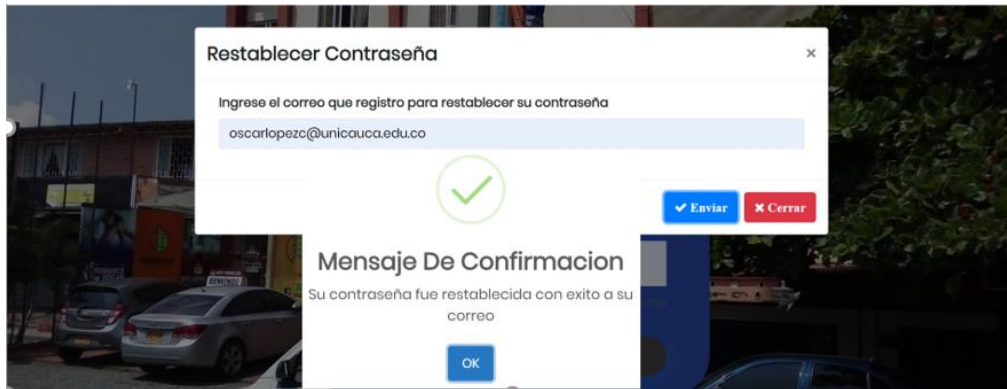 Restablecer Contraseña
×
Ingrese el correo que registro para restablecer su contraseña
oscarlopezc@unicauca.edu.co
✔ Enviar
✖ Cerrar
Mensaje De Confirmacion
Su contraseña fue restablecida con exito a su
correo
OK